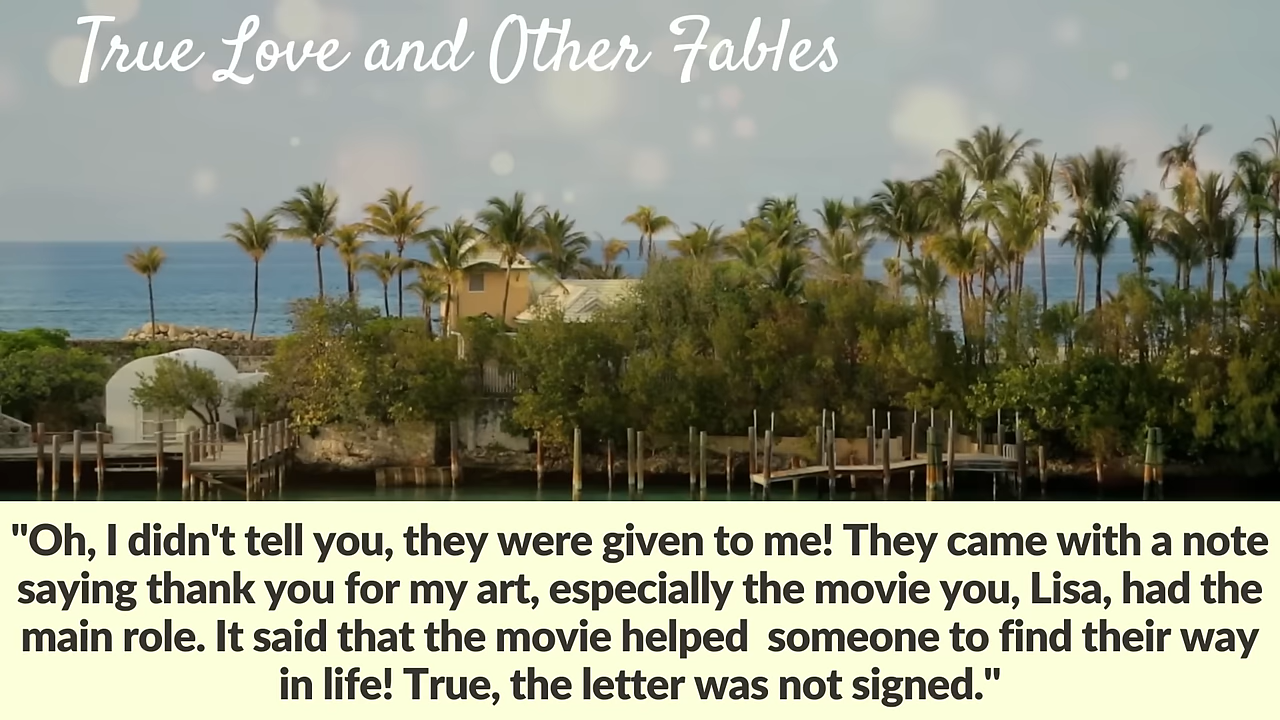 True Love and Other Fables
"Oh, I didn't tell you, they were given to me! They came with a note
saying thank you for my art, especially the movie you, Lisa, had the
main role. It said that the movie helped  someone to find their way
in life! True, the letter was not signed."